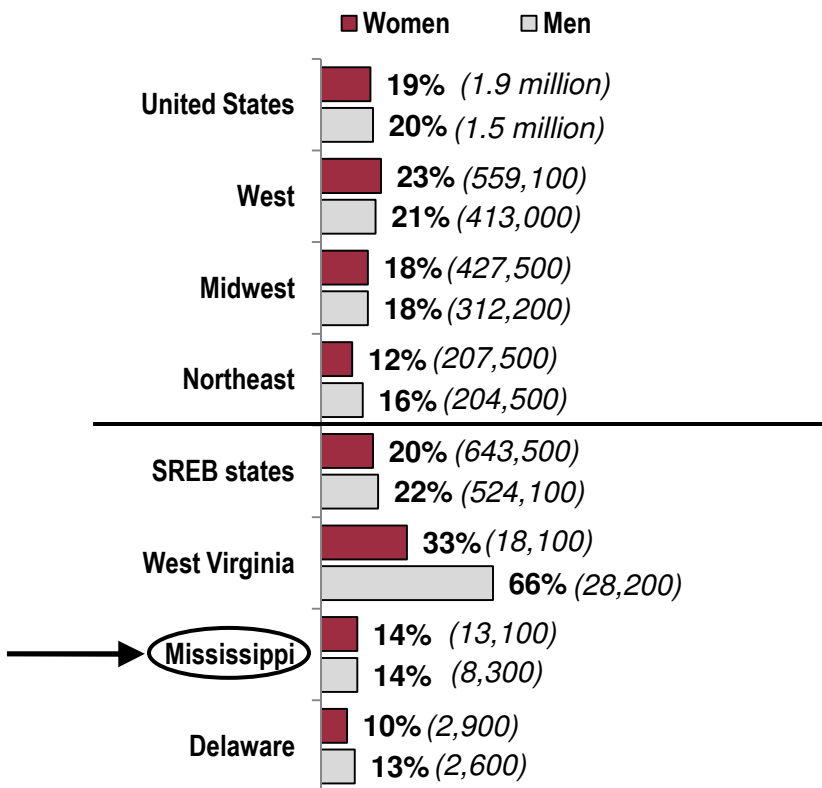 Women Men
United States
19% (1.9 million)
20% (1.5 million)
West
23% (559,100)
21% (413,000)
Midwest
18% (427,500)
18% (312,200)
Northeast
12% (207,500)
16% (204,500)
SREB states
20% (643,500)
22% (524,100)
West Virginia
33% (18,100)
66% (28,200)
Mississippi
14% (13,100)
14% (8,300)
Delaware
10% (2,900)
13% (2,600)